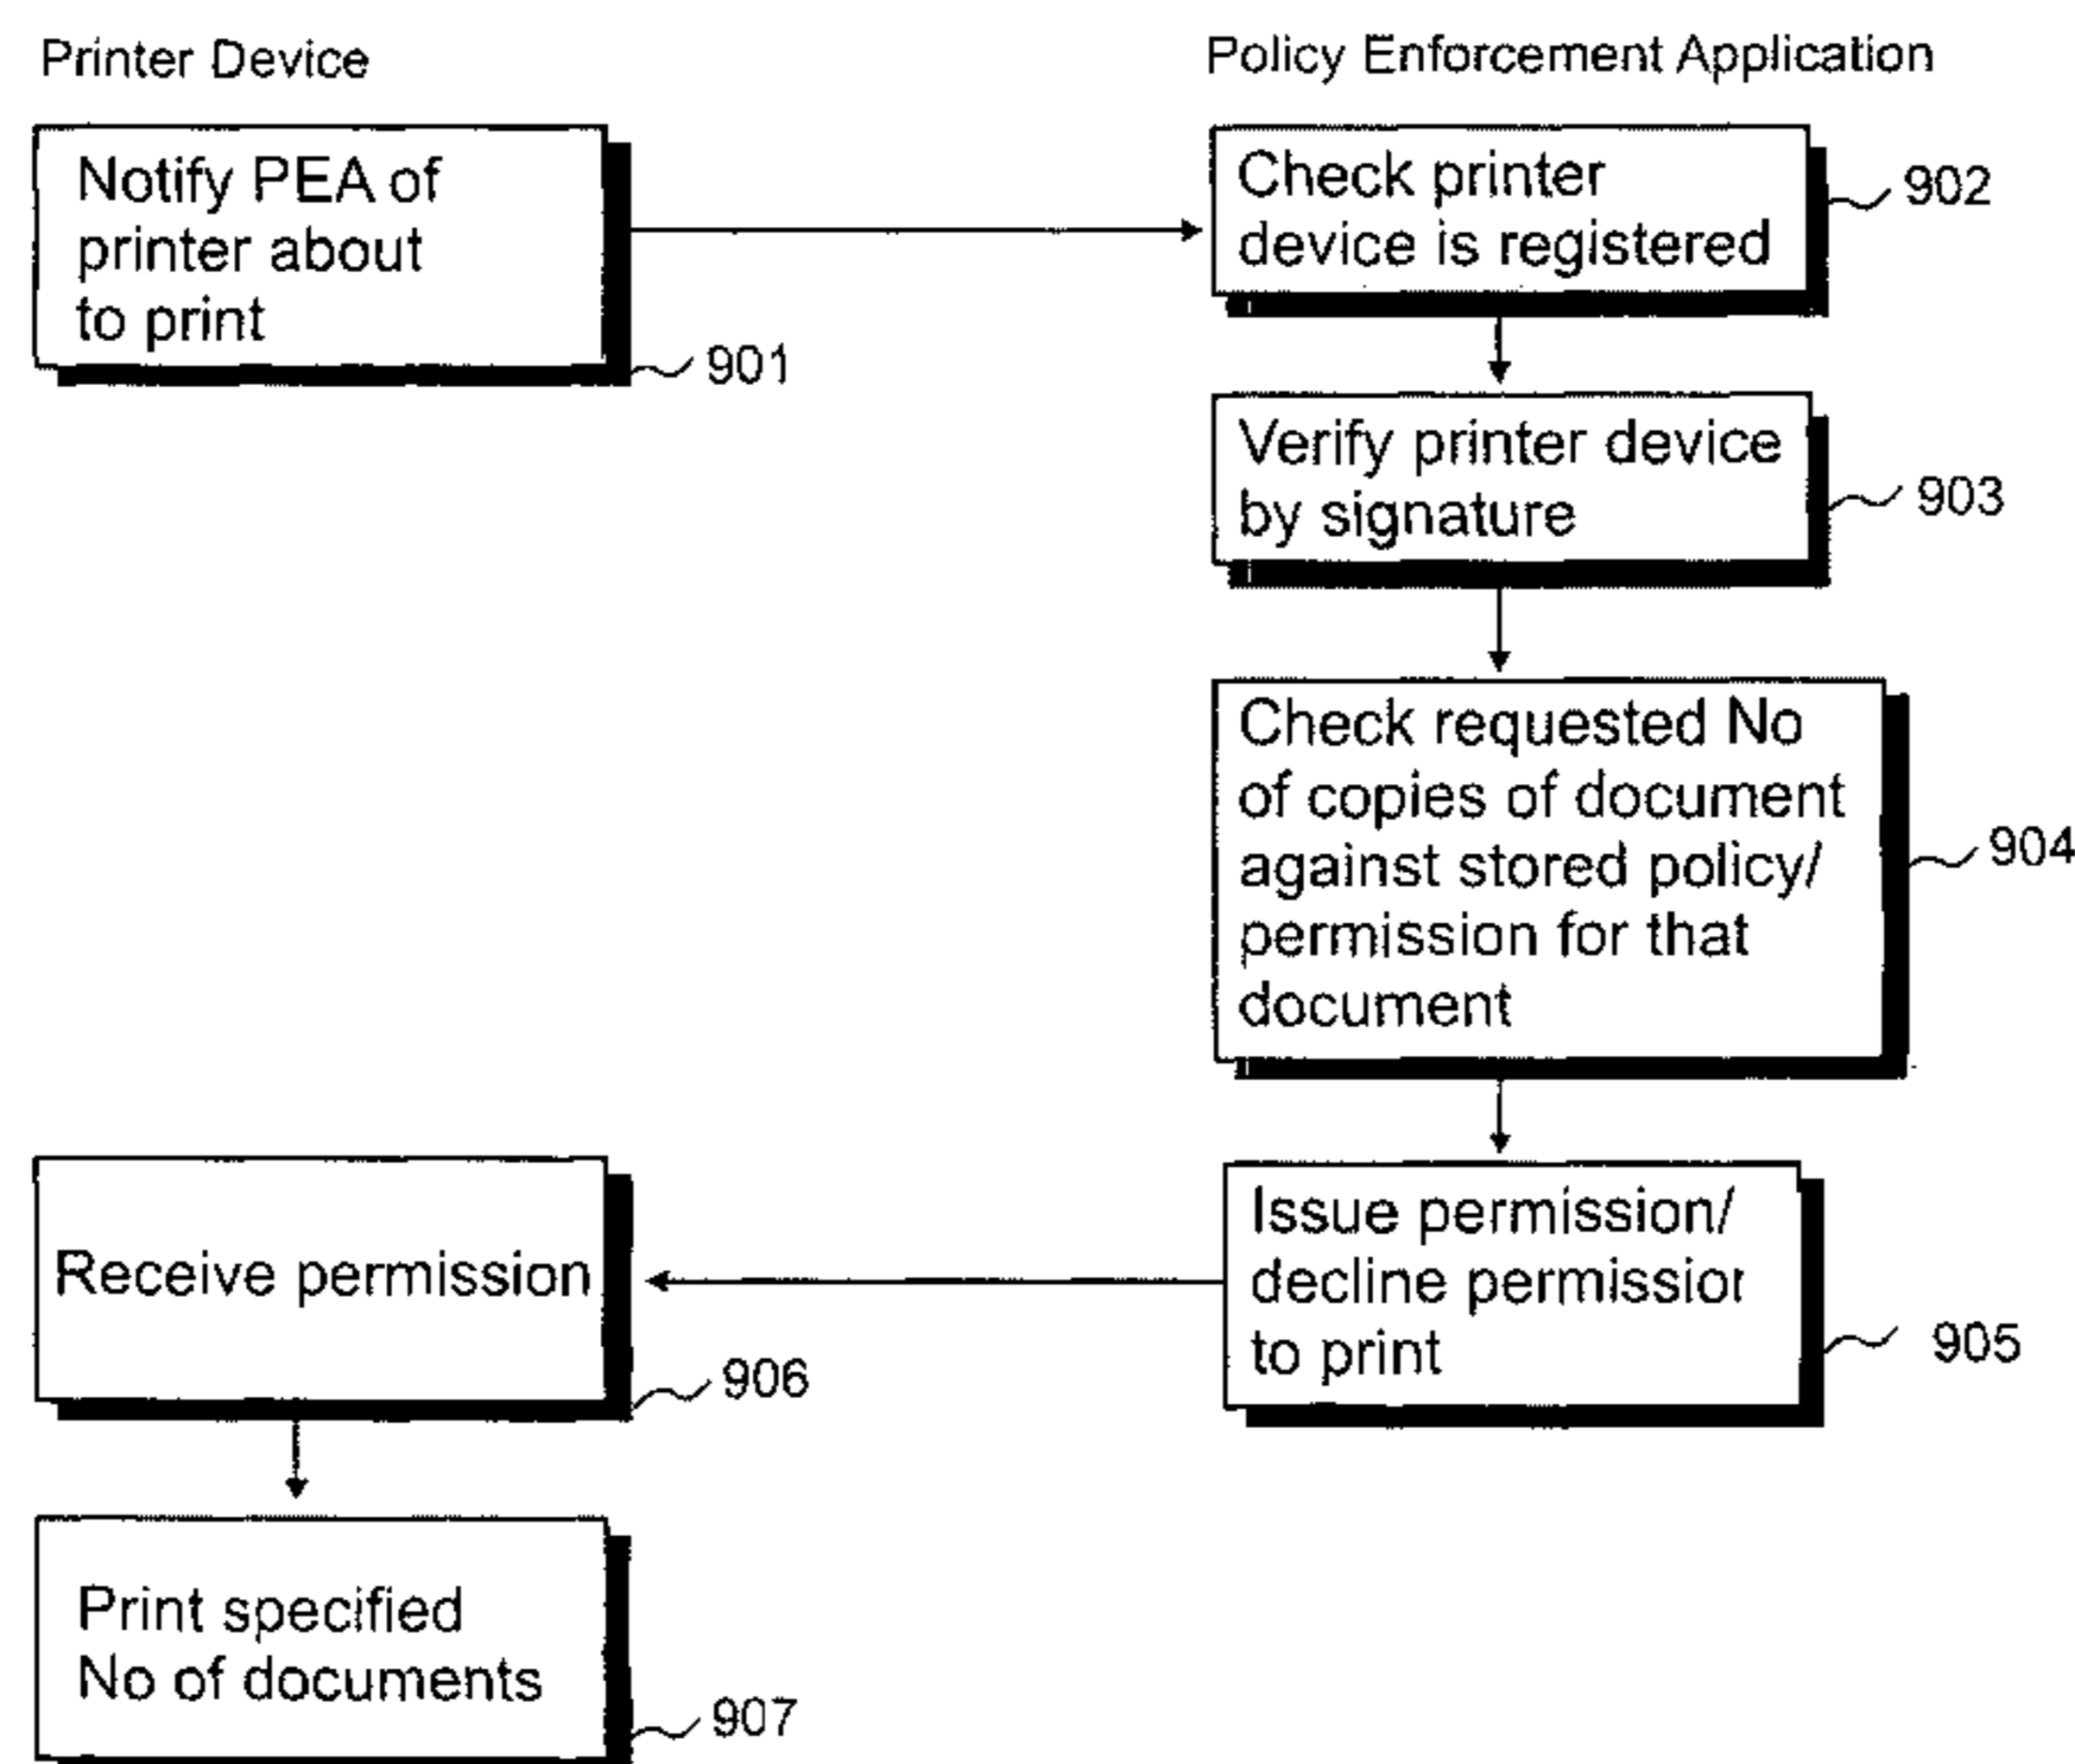 Printer Device
Policy Enforcement Application
Notify PEA of
printer about
to print
901
Check printer
device is registered
902
Verify printer device
by signature
903
Check requested No
of copies of document
against stored policy/
permission for that
document
904
Issue permission/
decline permission
to print
905
Receive permission
906
Print specified
No of documents
907